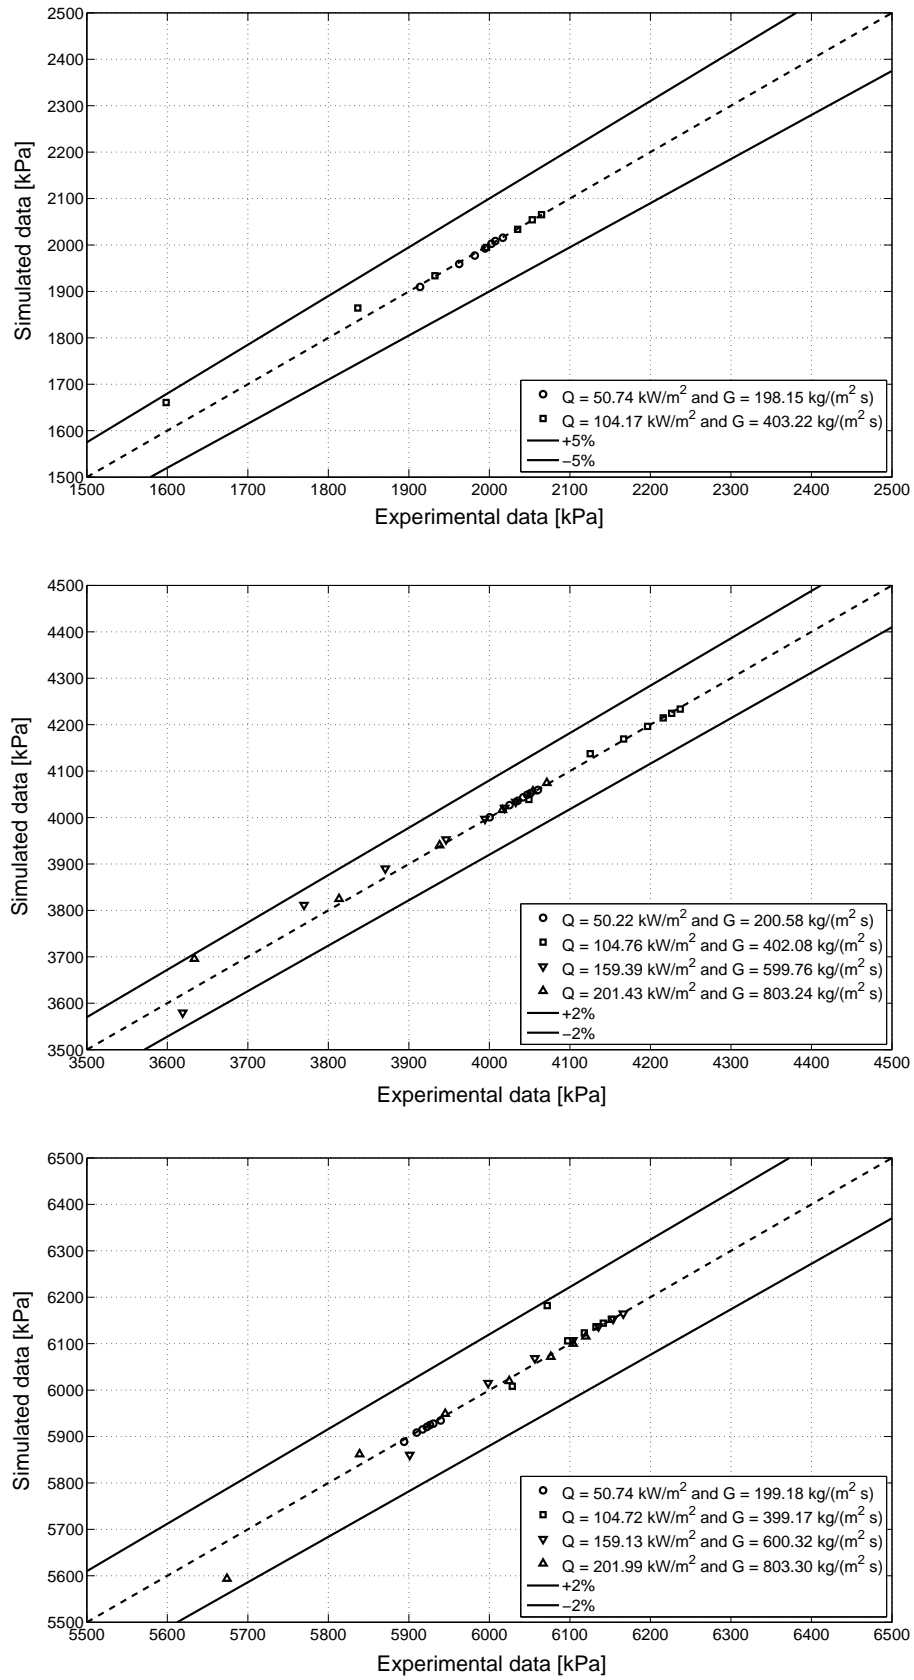 2500
2400
2300
2200
2100
2000
1900
1800
1700
1600
1500
Simulated data [kPa]
Q = 50.74 kW/m² and G = 198.15 kg/(m² s)
Q = 104.17 kW/m² and G = 403.22 kg/(m² s)
+5%
−5%
1500 1600 1700 1800 1900 2000 2100 2200 2300 2400 2500
Experimental data [kPa]
4500
4400
4300
4200
4100
4000
3900
3800
3700
3600
3500
Simulated data [kPa]
Q = 50.22 kW/m² and G = 200.58 kg/(m² s)
Q = 104.76 kW/m² and G = 402.08 kg/(m² s)
Q = 159.39 kW/m² and G = 599.76 kg/(m² s)
Q = 201.43 kW/m² and G = 803.24 kg/(m² s)
+2%
−2%
3500 3600 3700 3800 3900 4000 4100 4200 4300 4400 4500
Experimental data [kPa]
6500
6400
6300
6200
6100
6000
5900
5800
5700
5600
5500
Simulated data [kPa]
Q = 50.74 kW/m² and G = 199.18 kg/(m² s)
Q = 104.72 kW/m² and G = 399.17 kg/(m² s)
Q = 159.13 kW/m² and G = 600.32 kg/(m² s)
Q = 201.99 kW/m² and G = 803.30 kg/(m² s)
+2%
−2%
5500 5600 5700 5800 5900 6000 6100 6200 6300 6400 6500
Experimental data [kPa]